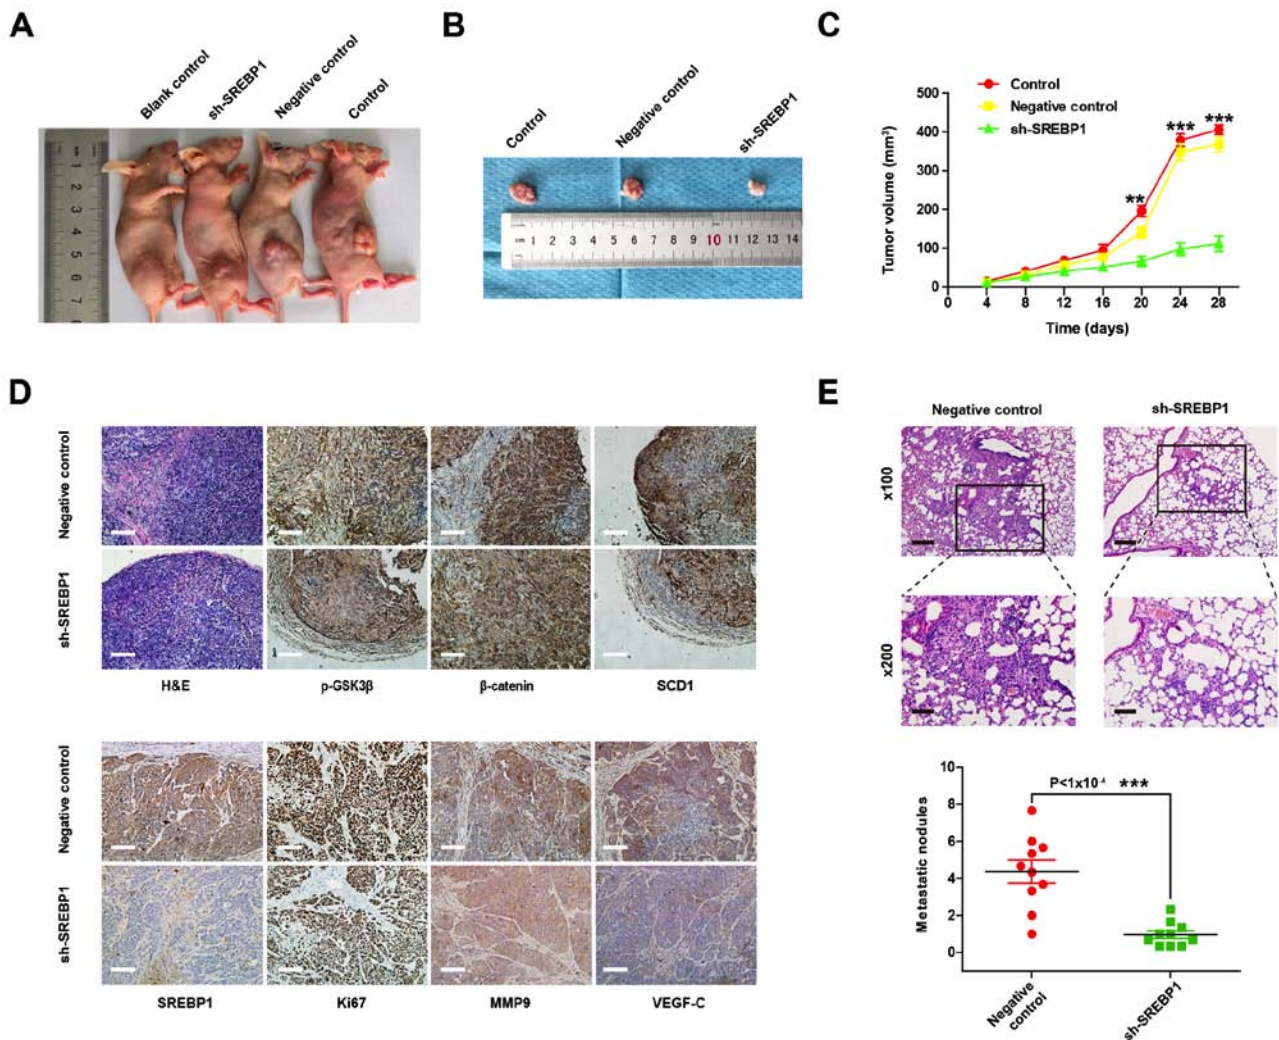 A
Blank control
sh-SREBP1
Negative control
Control
cm 1 2 3 4 5 6 7
B
Control
Negative control
sh-SREBP1
cm 1 2 3 4 5 6 7 8 9 10 11 12 13 14
C
Control
Negative control
sh-SREBP1
Tumor volume (mm³)
500
400
300
200
100
0
** *** ***
0 4 8 12 16 20 24 28
Time (days)
D
Negative control
sh-SREBP1
H&E p-GSK3β β-catenin SCD1
Negative control
sh-SREBP1
SREBP1 Ki67 MMP9 VEGF-C
E
Negative control sh-SREBP1
x100
x200
Metastatic nodules
10
8
6
4
2
0
P<1x10⁻⁴ ***
Negative
control
sh-SREBP1